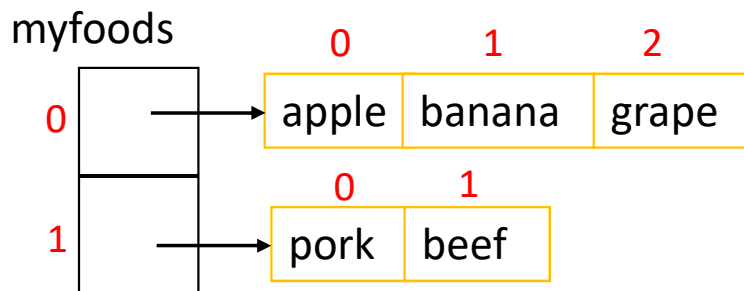 myfoods
0 1 2
0 apple banana grape
0 1
1 pork beef